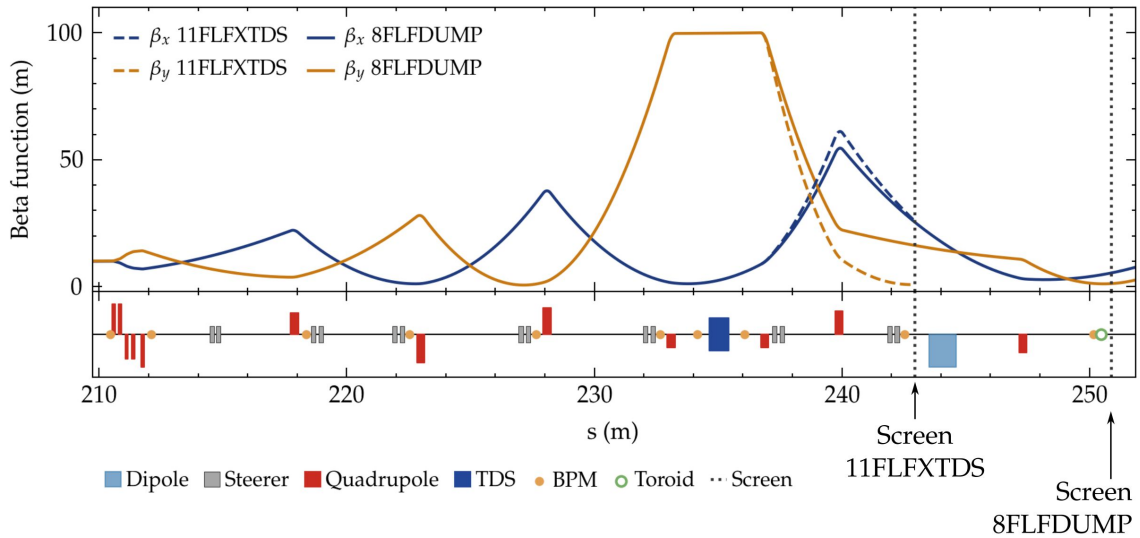 100
50
0
Beta function (m)
βx 11FLFXTDS βx 8FLFDUMP
βy 11FLFXTDS βy 8FLFDUMP
210 220 230 240 250
s (m)
Screen
11FLFXTDS
Dipole Steerer Quadrupole TDS BPM Toroid Screen
Screen
8FLFDUMP